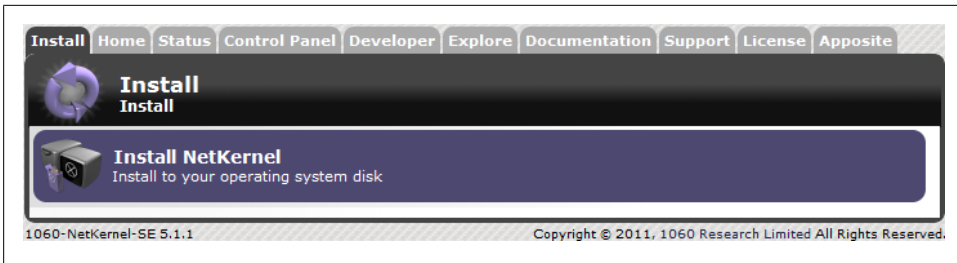 Install Home Status Control Panel Developer Explore Documentation Support License Apposite
Install
Install
Install NetKernel
Install to your operating system disk
1060-NetKernel-SE 5.1.1 Copyright © 2011, 1060 Research Limited All Rights Reserved.